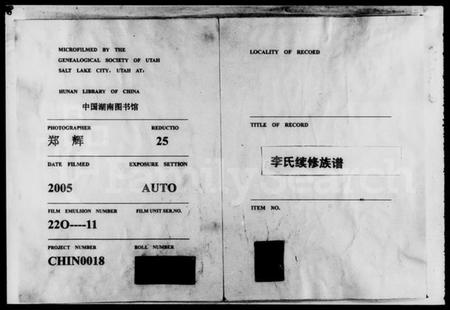 MICROFILMED BY THE
GENEALOGICAL SOCIETY OF UTAH
SALT LAKE CITY, UTAH AT:
HUNAN LIBRARY OF CHINA
中国湖南图书馆
PHOTOGRAPHER REDUCTIO
郑 辉 25
DATE FILMED EXPOSURE SETTION
2005 AUTO
FILM EMULSION NUMBER FILM UNIT SER.NO.
22O----11
PROJECT NUMBER ROLL NUMBER
CHIN0018
LOCALITY OF RECORD
TITLE OF RECORD
李氏续修族谱
ITEM NO.
FamilySearch